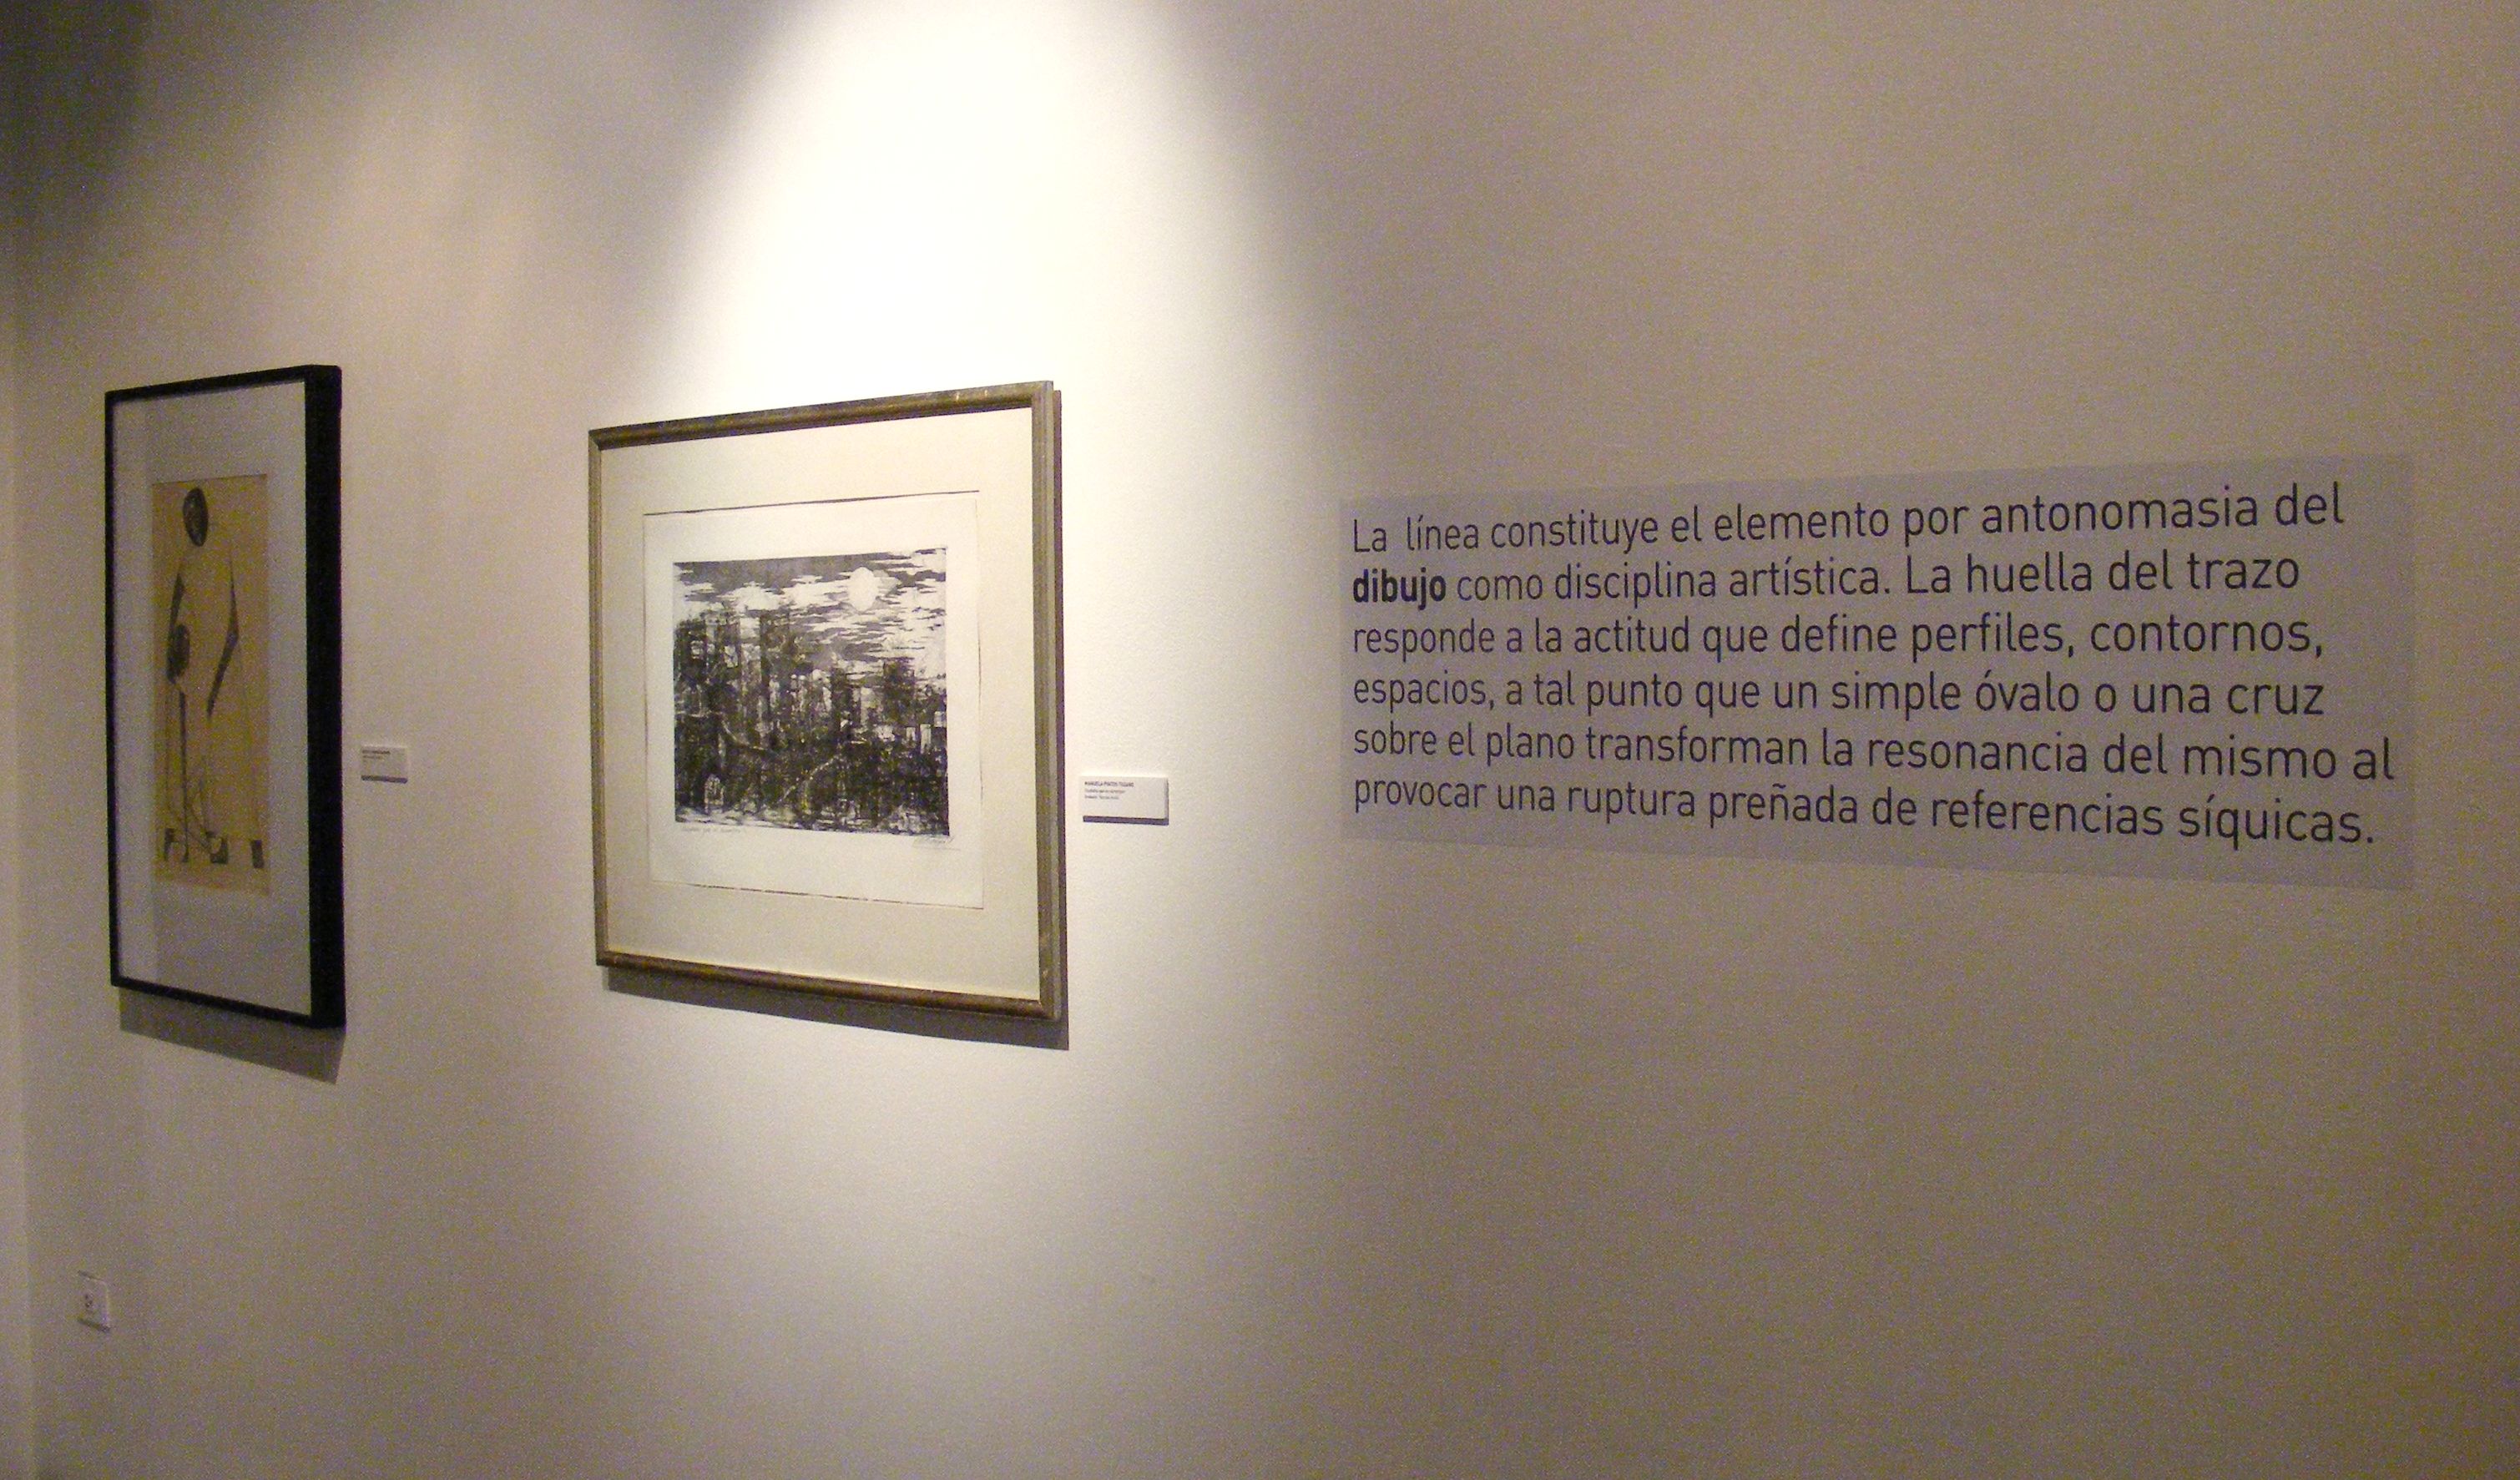 La línea constituye el elemento por antonomasia del
dibujo como disciplina artística. La huella del trazo
responde a la actitud que define perfiles, contornos,
espacios, a tal punto que un simple óvalo o una cruz
sobre el plano transforman la resonancia del mismo al
provocar una ruptura preñada de referencias síquicas.